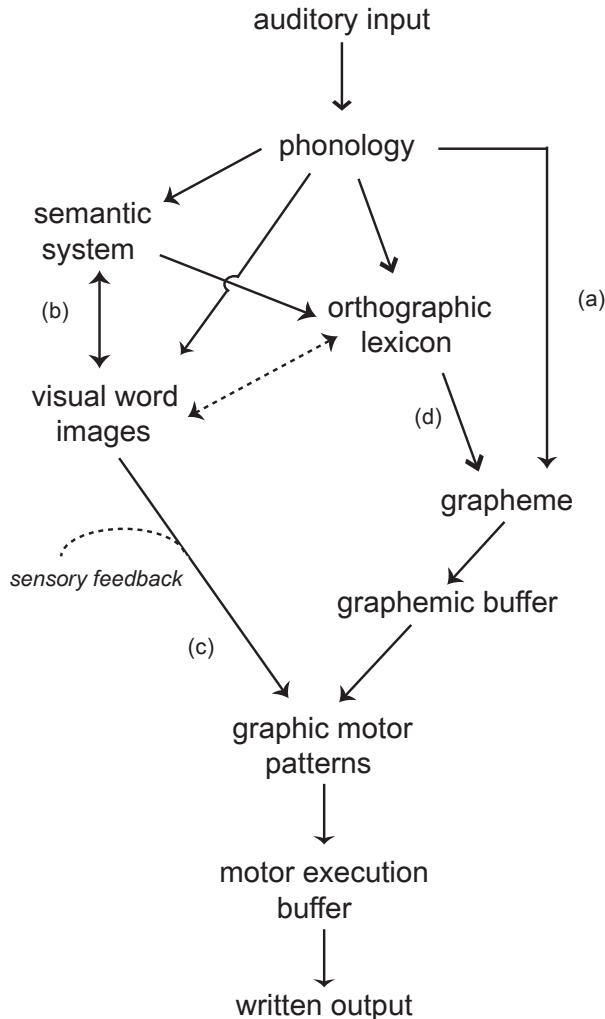 auditory input
phonology
semantic
system
(b)
orthographic
lexicon
(a)
visual word
images
(d)
grapheme
sensory feedback
graphemic buffer
(c)
graphic motor
patterns
motor execution
buffer
written output